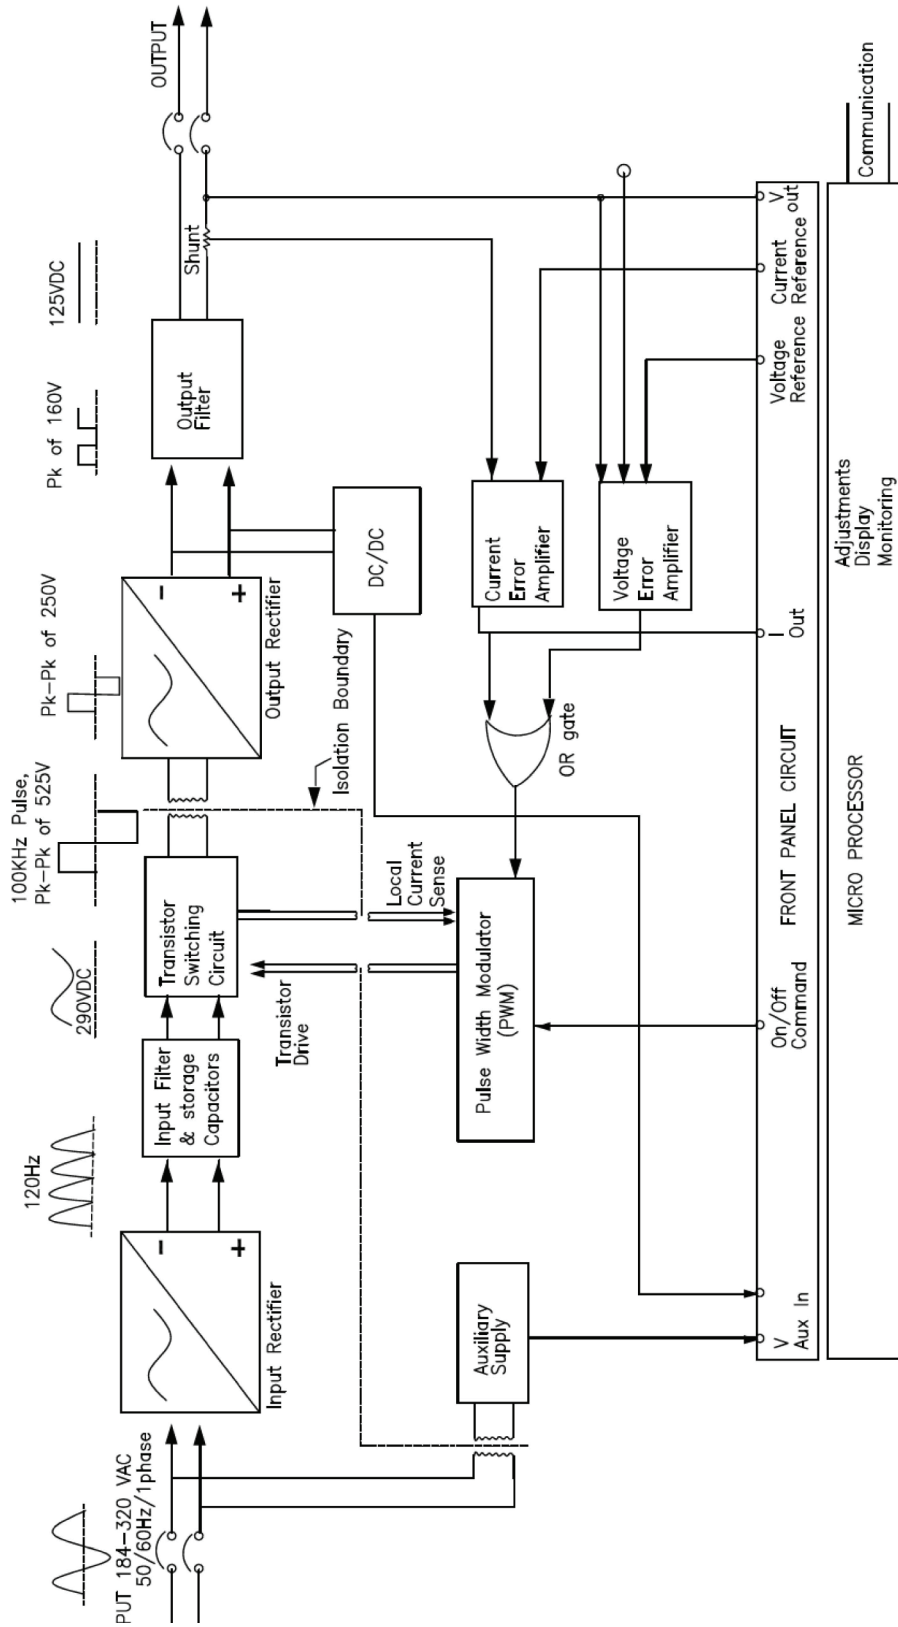 PUT 184-320 VAC
50/60Hz/1phase
Input Rectifier
- +
120Hz
Input Filter
& storage
Capacitors
290VDC
Transistor
Switching
Circuit
100KHz Pulse,
Pk-Pk of 525V
Pk-Pk of 250V
- +
Output Rectifier
Isolation Boundary
Pk of 160V
125VDC
Output
Filter
Shunt
OUTPUT
DC/DC
Transistor
Drive
Local
Current
Sense
Auxiliary
Supply
Pulse Width Modulator
(PWM)
OR gate
Current
Error
Amplifier
Voltage
Error
Amplifier
V
Aux In
On/Off
Command
FRONT PANEL CIRCUIT
I
Out
Voltage
Reference
Current
Reference
V
out
MICRO PROCESSOR
Adjustments
Display
Monitoring
Communication